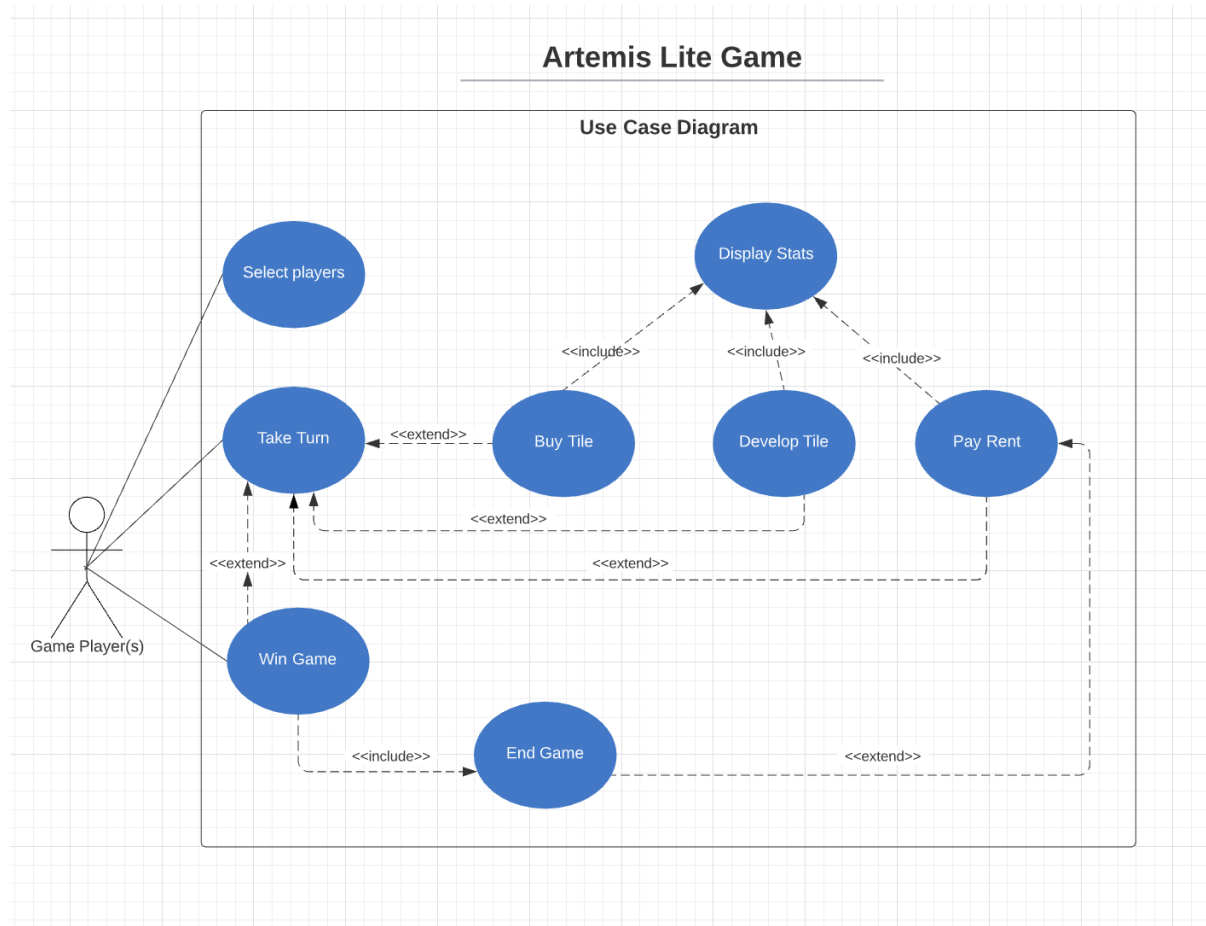 Artemis Lite Game
Use Case Diagram
Select players
Display Stats
<<include>>
<<include>>
<<include>>
Take Turn
<<extend>>
Buy Tile
Develop Tile
Pay Rent
<<extend>>
<<extend>>
<<extend>>
Game Player(s)
Win Game
<<include>>
End Game
<<extend>>